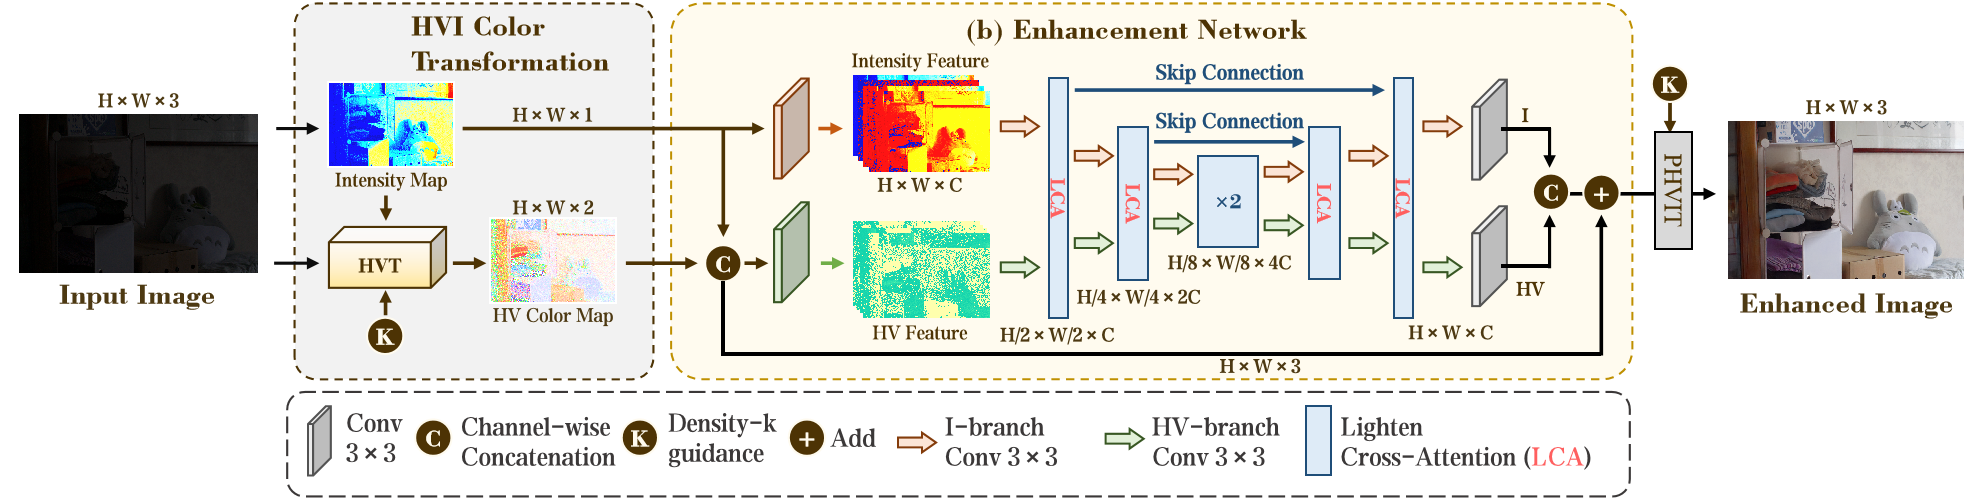 HVI Color
Transformation
(b) Enhancement Network
H × W × 3
Input Image
Intensity Map
H × W × 1
HVT
K
H × W × 2
HV Color Map
C
Intensity Feature
H × W × C
HV Feature
Skip Connection
Skip Connection
LCA
LCA
×2
LCA
LCA
H/2 × W/2 × C
H/4 × W/4 × 2C
H/8 × W/8 × 4C
H × W × C
I
HV
C
+
H × W × 3
K
PHVIT
H × W × 3
Enhanced Image
Conv
3 × 3
C
Channel-wise
Concatenation
K
Density-k
guidance
+
Add
I-branch
Conv 3 × 3
HV-branch
Conv 3 × 3
Lighten
Cross-Attention (LCA)